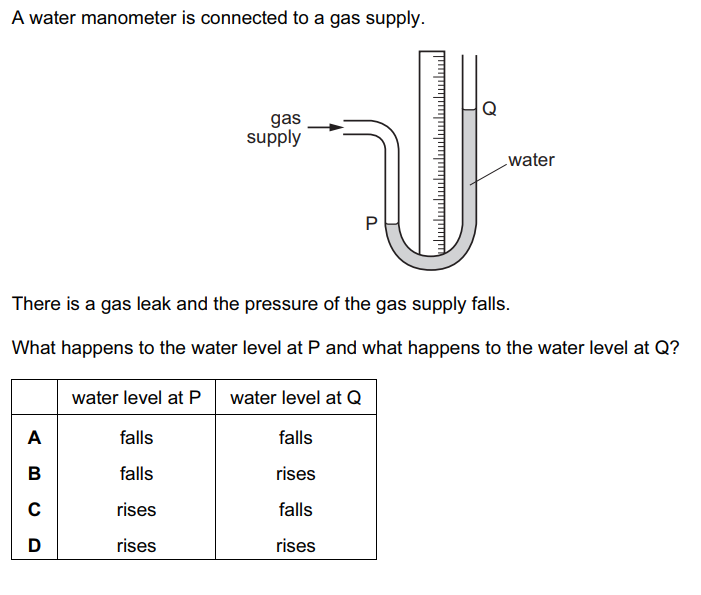 A water manometer is connected to a gas supply.
gas
supply
Q
water
P
There is a gas leak and the pressure of the gas supply falls.
What happens to the water level at P and what happens to the water level at Q?
water level at P water level at Q
A falls falls
B falls rises
C rises falls
D rises rises